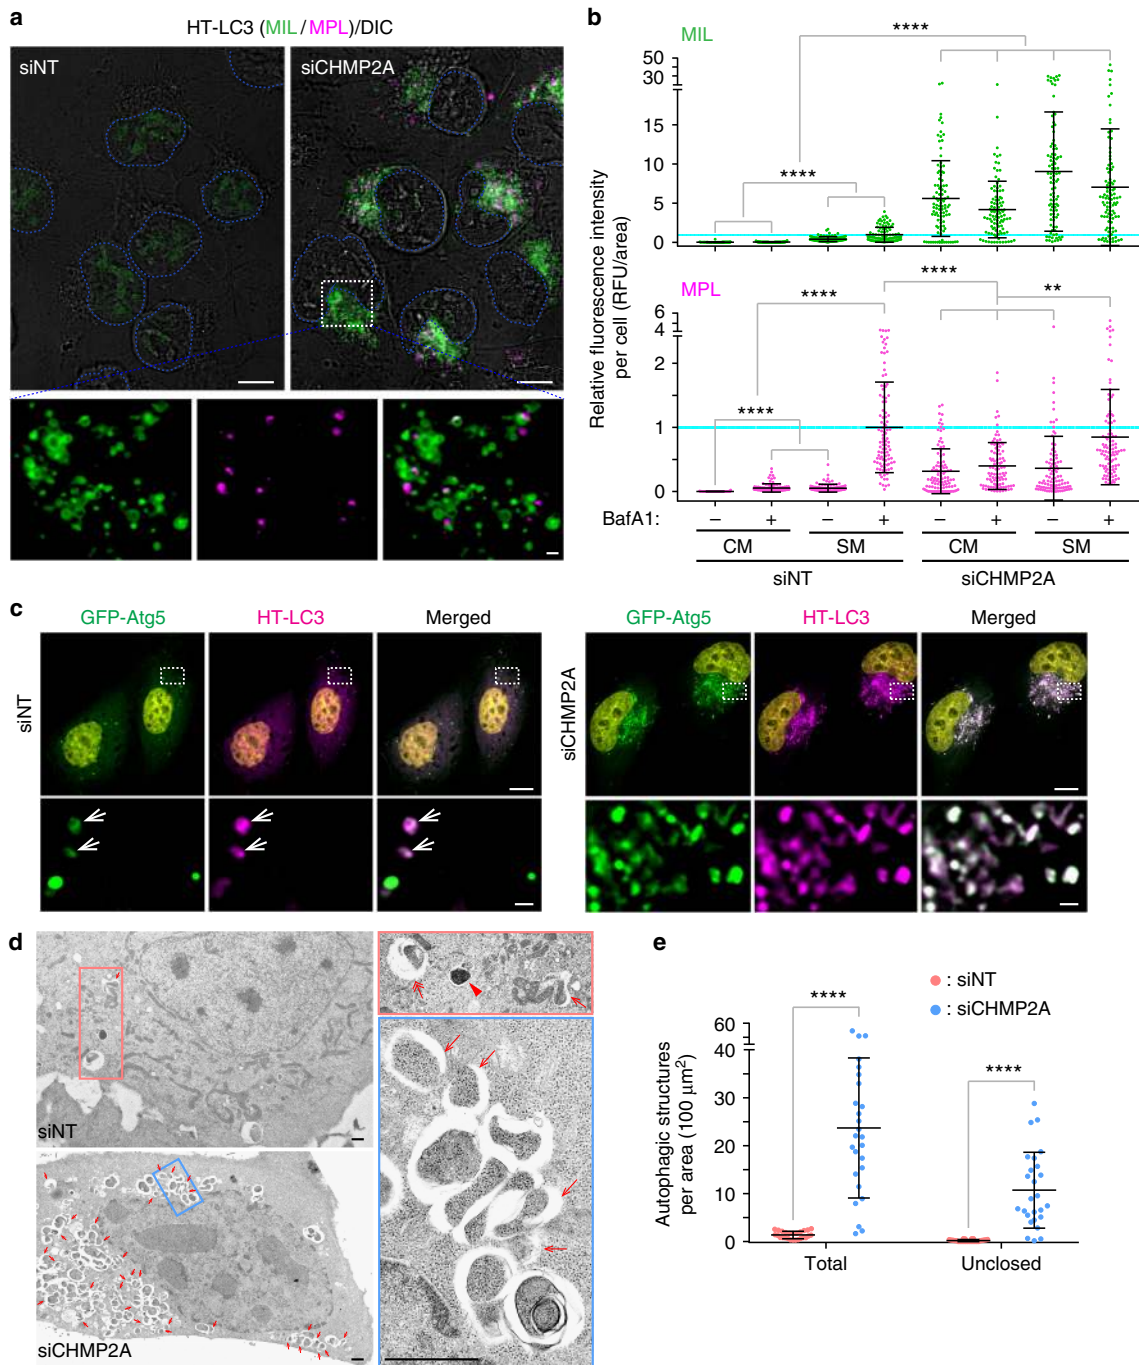 a
HT-LC3 (MIL/MPL)/DIC
siNT
siCHMP2A
b
MIL
****
****
50
30
15
10
5
0
MPL
****
****
**
****
6
4
2
1
0
Relative fluorescence intensity
per cell (RFU/area)
BafA1: – + – + – + – +
CM SM CM SM
siNT siCHMP2A
c
GFP-Atg5 HT-LC3 Merged
siNT
GFP-Atg5 HT-LC3 Merged
siCHMP2A
d
siNT
siCHMP2A
e
: siNT
: siCHMP2A
****
****
60
40
30
20
10
0
Autophagic structures
per area (100 µm²)
Total Unclosed